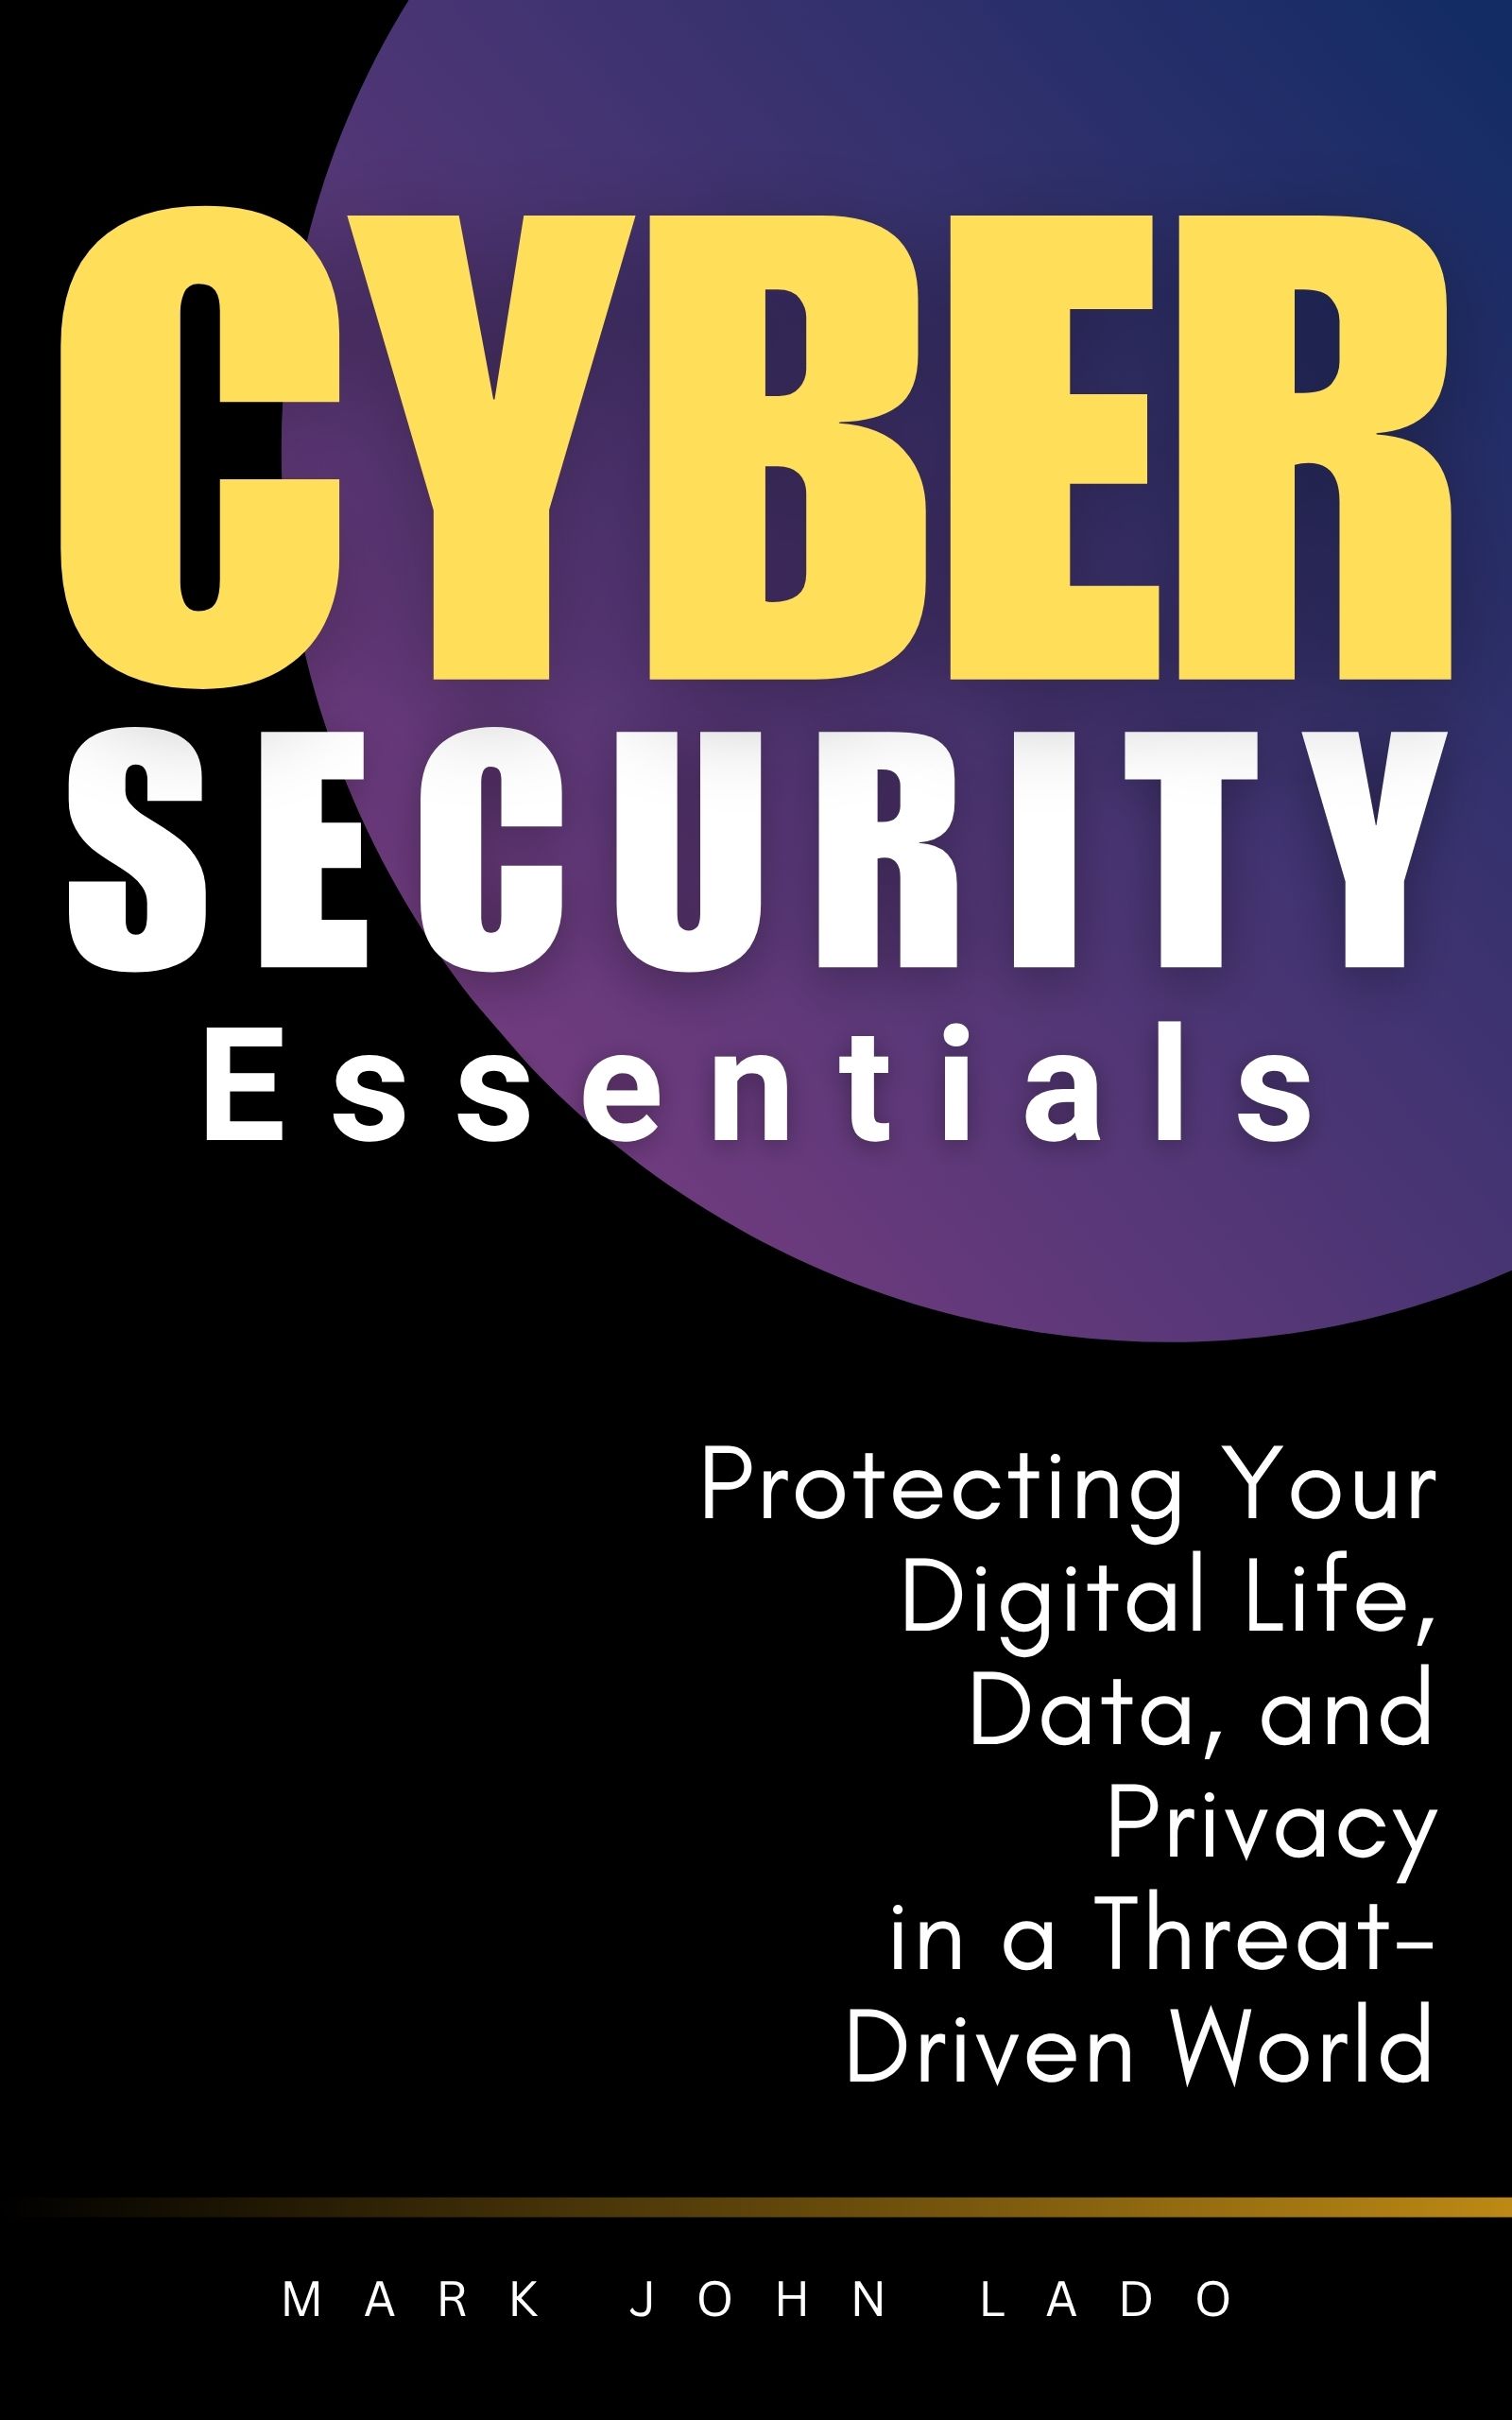 CYBER
SECURITY
Essentials
Protecting Your
Digital Life,
Data, and
Privacy
in a Threat-
Driven World
MARK JOHN LADO